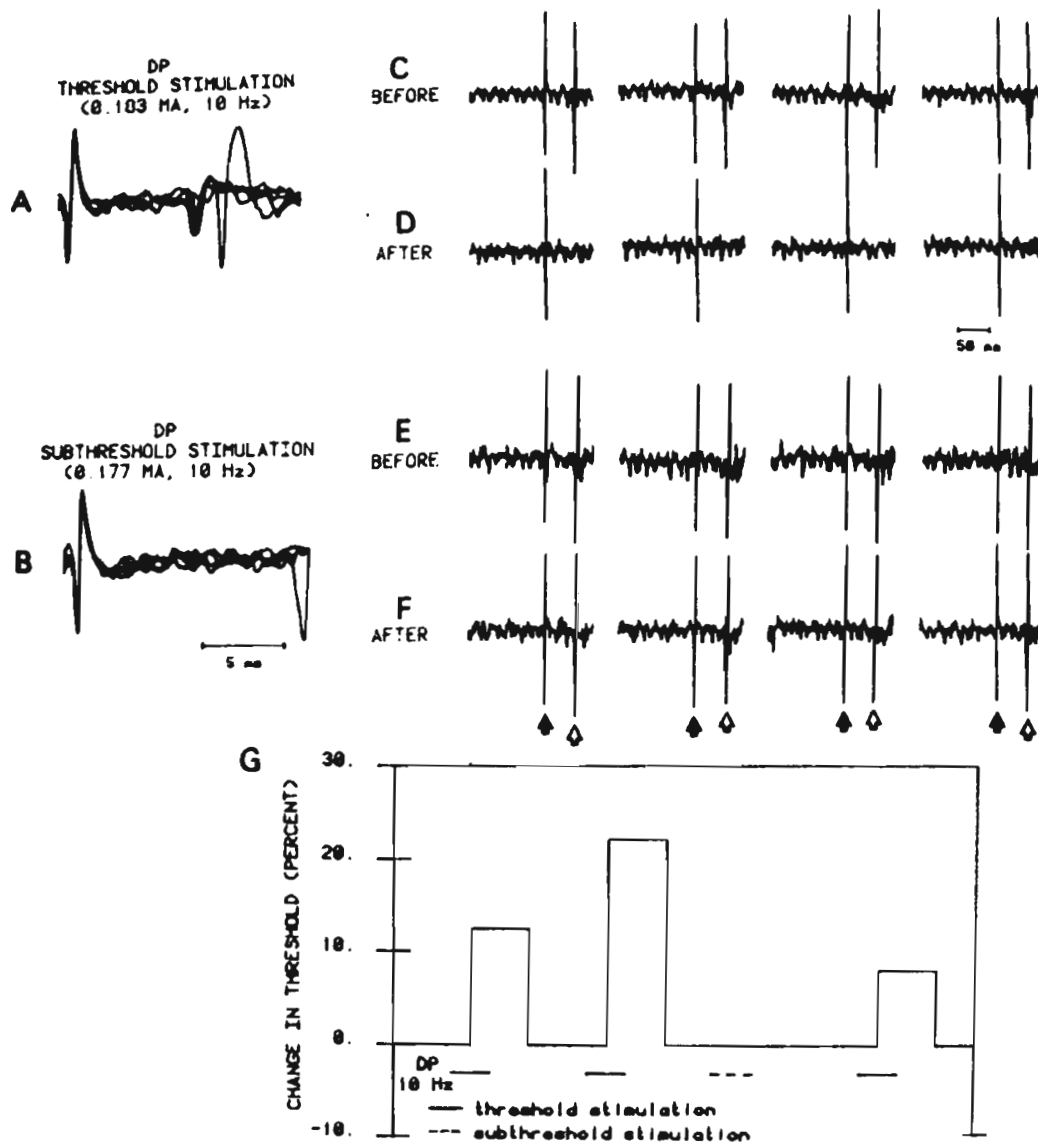 DP
THRESHOLD STIMULATION
(0.183 MA, 10 Hz)
A
C
BEFORE
D
AFTER
50 ms
DP
SUBTHRESHOLD STIMULATION
(0.177 MA, 10 Hz)
B
5 ms
E
BEFORE
F
AFTER
G
CHANGE IN THRESHOLD (PERCENT)
30.
20.
10.
0.
-10.
DP
10 Hz
threshold stimulation
subthreshold stimulation